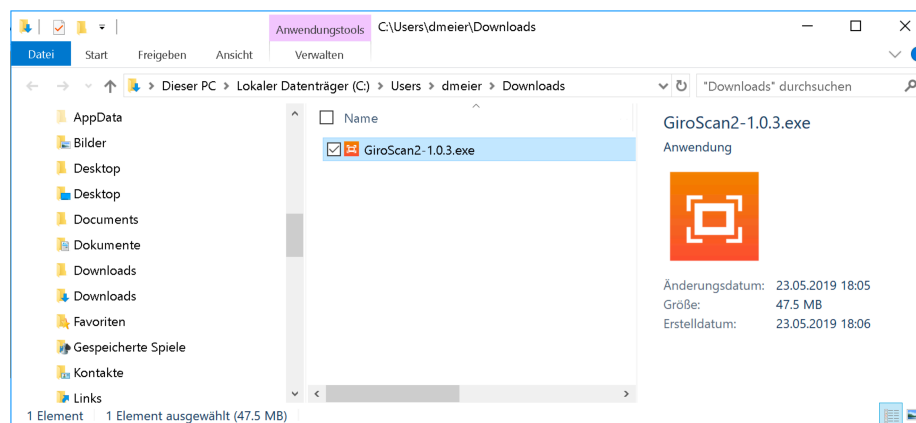 Anwendungstools C:\Users\dmeier\Downloads
Datei Start Freigeben Ansicht Verwalten
Dieser PC > Lokaler Datenträger (C:) > Users > dmeier > Downloads "Downloads" durchsuchen
AppData
Bilder
Desktop
Desktop
Documents
Dokumente
Downloads
Downloads
Favoriten
Gespeicherte Spiele
Kontakte
Links
Name
GiroScan2-1.0.3.exe
GiroScan2-1.0.3.exe
Anwendung
Änderungsdatum: 23.05.2019 18:05
Größe: 47.5 MB
Erstelldatum: 23.05.2019 18:06
1 Element 1 Element ausgewählt (47.5 MB)